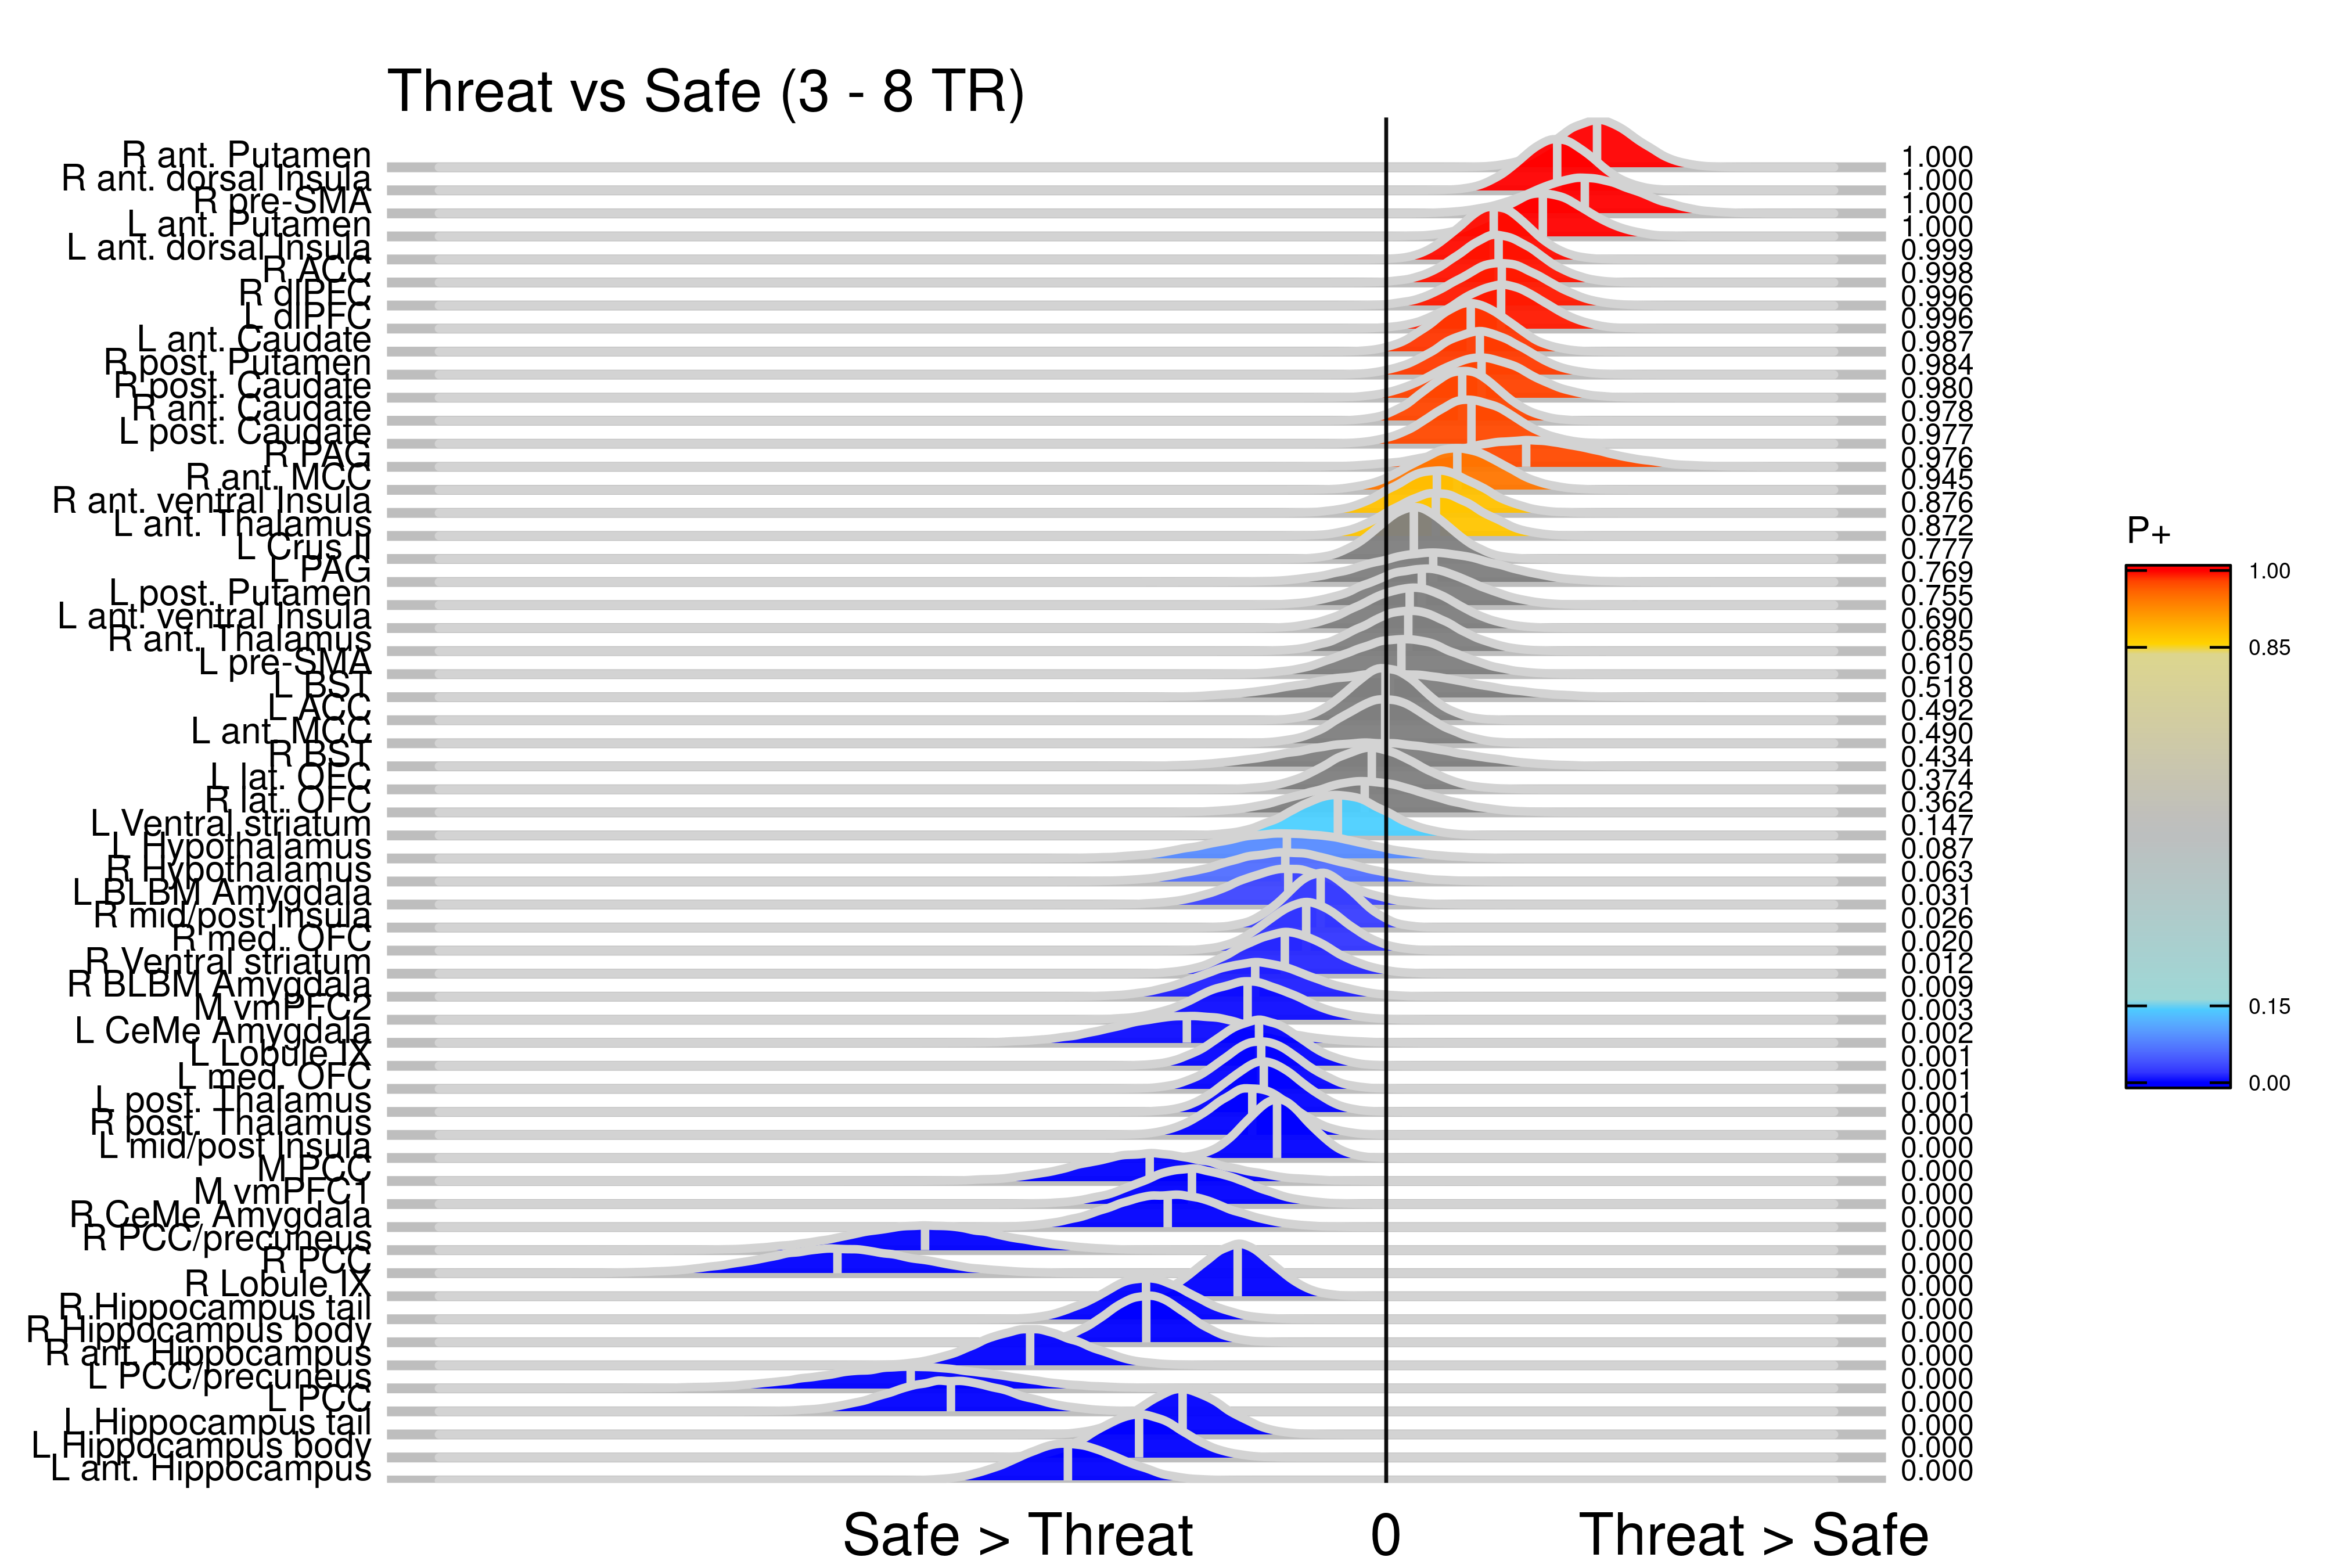 Threat vs Safe (3 - 8 TR)
R ant. Putamen 1.000
R ant. dorsal Insula 1.000
R pre-SMA 1.000
L ant. Putamen 1.000
L ant. dorsal Insula 0.999
R ACC 0.998
R dlPFC 0.996
L dlPFC 0.996
L ant. Caudate 0.987
R post. Putamen 0.984
R post. Caudate 0.980
R ant. Caudate 0.978
L post. Caudate 0.977
R PAG 0.976
R ant. MCC 0.945
R ant. ventral Insula 0.876
L ant. Thalamus 0.872
L Crus II 0.777
L PAG 0.769
L post. Putamen 0.755
L ant. ventral Insula 0.690
R ant. Thalamus 0.685
L pre-SMA 0.610
L BST 0.518
L ACC 0.492
L ant. MCC 0.490
R BST 0.434
L lat. OFC 0.374
R lat. OFC 0.362
L Ventral striatum 0.147
L Hypothalamus 0.087
R Hypothalamus 0.063
L BLBM Amygdala 0.031
R mid/post Insula 0.026
R med. OFC 0.020
R Ventral striatum 0.012
R BLBM Amygdala 0.009
M vmPFC2 0.003
L CeMe Amygdala 0.002
L Lobule IX 0.001
L med. OFC 0.001
L post. Thalamus 0.001
R post. Thalamus 0.000
L mid/post Insula 0.000
M PCC 0.000
M vmPFC1 0.000
R CeMe Amygdala 0.000
R PCC/precuneus 0.000
R PCC 0.000
R Lobule IX 0.000
R Hippocampus tail 0.000
R Hippocampus body 0.000
R ant. Hippocampus 0.000
L PCC/precuneus 0.000
L PCC 0.000
L Hippocampus tail 0.000
L Hippocampus body 0.000
L ant. Hippocampus 0.000
Safe > Threat 0 Threat > Safe
P+
1.00
0.85
0.15
0.00